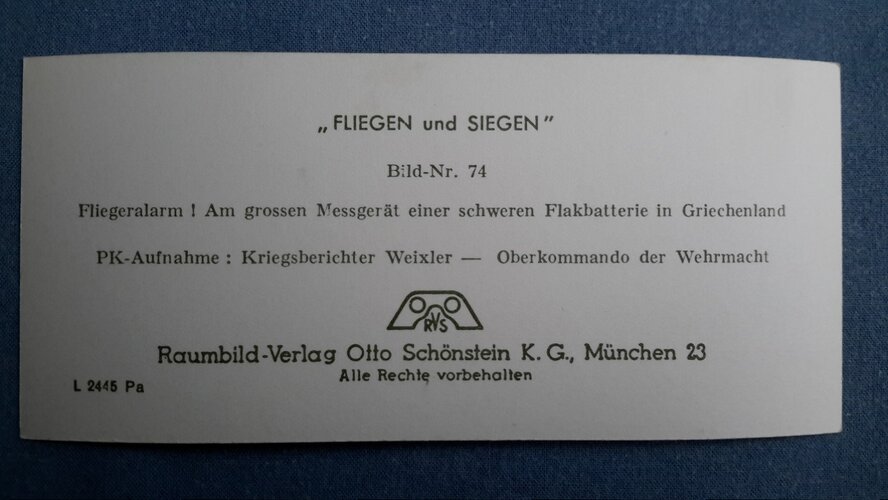 „FLIEGEN und SIEGEN”
Bild-Nr. 74
Fliegeralarm ! Am grossen Messgerät einer schweren Flakbatterie in Griechenland
PK-Aufnahme : Kriegsberichter Weixler — Oberkommando der Wehrmacht
RVS
Raumbild-Verlag Otto Schönstein K. G., München 23
Alle Rechte vorbehalten
L 2445 Pa